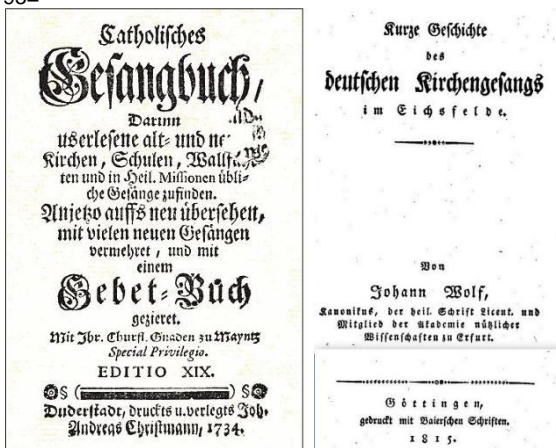 Catholisches
Gesangbuch,
Darinn
userlesene alt- und
Kirchen, Schulen,
ten und in Heil. Missionen übli-
che Gesänge zufinden.
Anjetzo auffs neu übersehen,
mit vielen neuen Gesängen
vermehret, und mit
einem
Gebet-Buch
gezieret.
Mit Ihr. Churfl. Gnaden zu Mayntz
Special Privilegio.
EDITIO XIX.
Duderstadt, druckts u. verlegts Joh.
Andreas Christmann, 1734.
Kurze Geschichte
des
deutschen Kirchengesangs
im Eichsfelde.
Von
Johann Wolf,
Kanonikus, der heil. Schrift Licent. und
Mitglied der Akademie nützlicher
Wissenschaften zu Erfurt.
Göttingen,
gedruckt mit Baierschen Schriften.
1815.